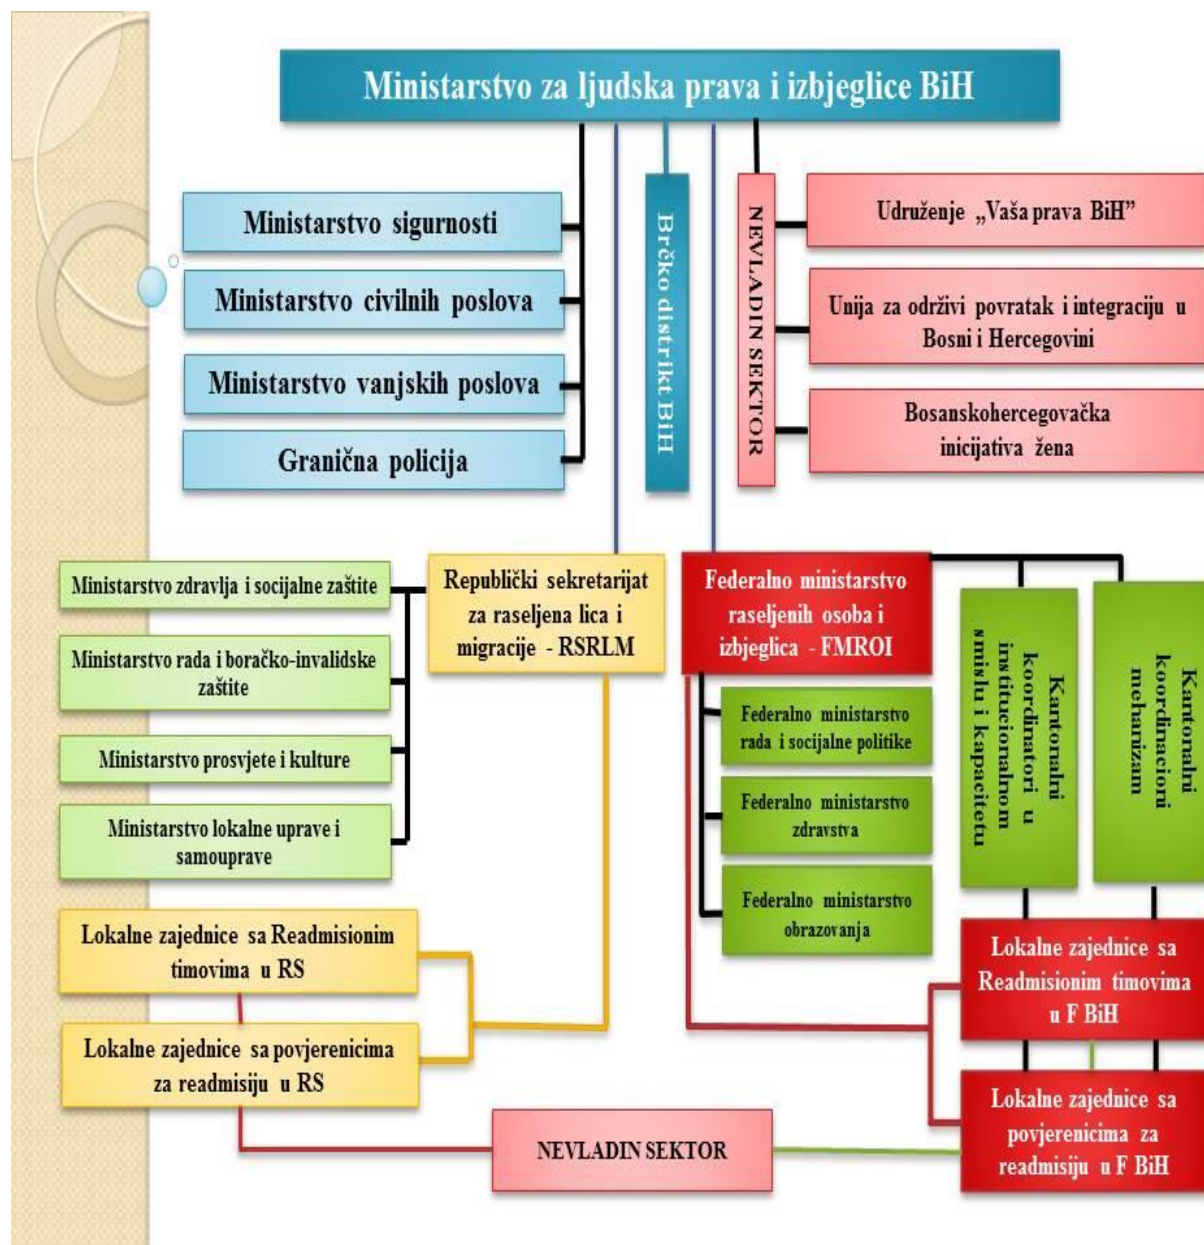 Ministarstvo za ljudska prava i izbjeglice BiH
Ministarstvo sigurnosti
Ministarstvo civilnih poslova
Ministarstvo vanjskih poslova
Granična policija
Brčko distrikt BiH
NEVLADIN SEKTOR
Udruženje „Vaša prava BiH”
Unija za održivi povratak i integraciju u
Bosni i Hercegovini
Bosanskohercegovačka
inicijativa žena
Ministarstvo zdravlja i socijalne zaštite
Ministarstvo rada i boračko-invalidske
zaštite
Ministarstvo prosvjete i kulture
Ministarstvo lokalne uprave i
samouprave
Republički sekretarijat
za raseljena lica i
migracije - RSRLM
Federalno ministarstvo
raseljenih osoba i
izbjeglica - FMROI
Federalno ministarstvo
rada i socijalne politike
Federalno ministarstvo
zdravstva
Federalno ministarstvo
obrazovanja
Kantonalni
koordinatori u
institucionalnom
smislu i kapacitetu
Kantonalni
koordinacioni
mehanizam
Lokalne zajednice sa Readmisionim
timovima u RS
Lokalne zajednice sa povjerenicima
za readmisiju u RS
Lokalne zajednice sa
Readmisionim timovima
u F BiH
Lokalne zajednice sa
povjerenicima za
readmisiju u F BiH
NEVLADIN SEKTOR